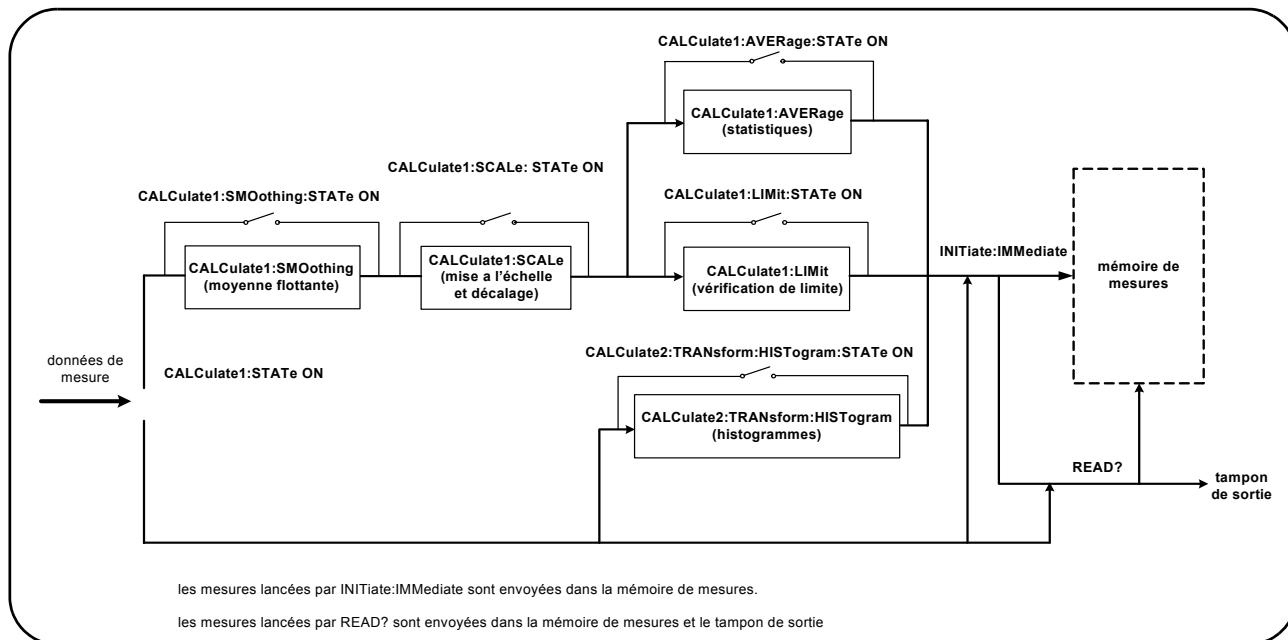 CALCulate1:AVERage:STATe ON
CALCulate1:AVERage
(statistiques)
CALCulate1:SCALe: STATe ON
CALCulate1:SMOothing:STATe ON
CALCulate1:LIMit:STATe ON
CALCulate1:SMOothing
(moyenne flottante)
CALCulate1:SCALe
(mise a l'échelle
et décalage)
CALCulate1:LIMit
(vérification de limite)
INITiate:IMMediate
mémoire de
mesures
données de
mesure
CALCulate1:STATe ON
CALCulate2:TRANsform:HISTogram:STATe ON
CALCulate2:TRANsform:HISTogram
(histogrammes)
READ?
tampon
de sortie
les mesures lancées par INITiate:IMMediate sont envoyées dans la mémoire de mesures.
les mesures lancées par READ? sont envoyées dans la mémoire de mesures et le tampon de sortie